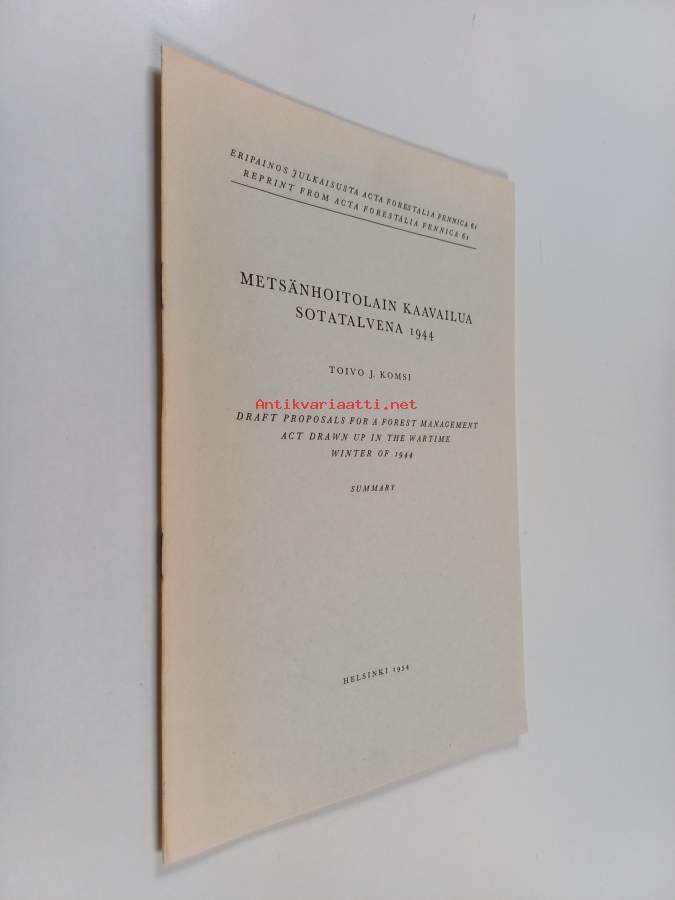 ERIPAINOS JULKAISUSTA ACTA FORESTALIA FENNICA 61
REPRINT FROM ACTA FORESTALIA FENNICA 61
METSÄNHOITOLAIN KAAVAILUA
SOTATALVENA 1944
TOIVO J. KOMSI
Antikvariaatti.net
DRAFT PROPOSALS FOR A FOREST MANAGEMENT
ACT DRAWN UP IN THE WARTIME
WINTER OF 1944
SUMMARY
HELSINKI 1954